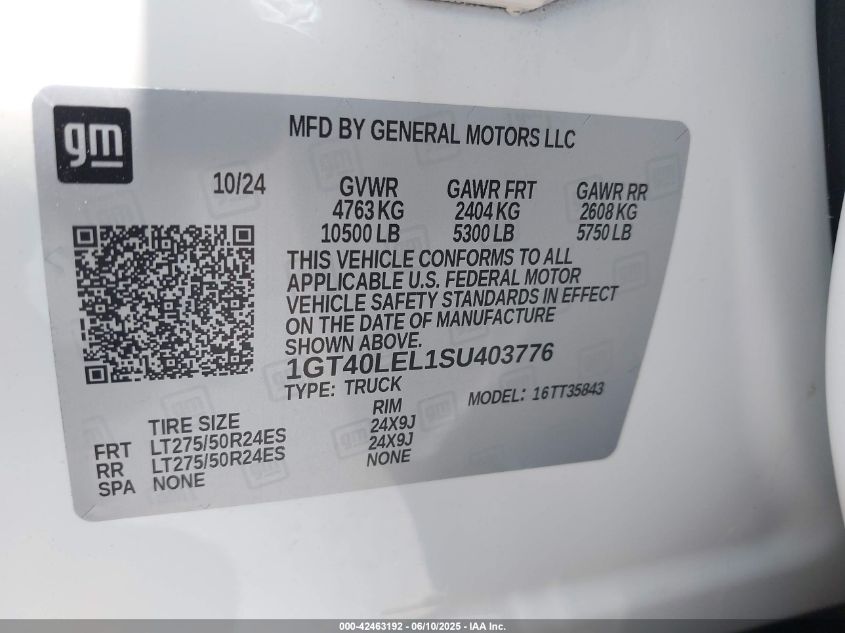 gm
MFD BY GENERAL MOTORS LLC
10/24
GVWR GAWR FRT GAWR RR
4763 KG 2404 KG 2608 KG
10500 LB 5300 LB 5750 LB
THIS VEHICLE CONFORMS TO ALL
APPLICABLE U.S. FEDERAL MOTOR
VEHICLE SAFETY STANDARDS IN EFFECT
ON THE DATE OF MANUFACTURE
SHOWN ABOVE.
1GT40LEL1SU403776
TYPE: TRUCK MODEL: 16TT35843
TIRE SIZE RIM
FRT LT275/50R24ES 24X9J
RR LT275/50R24ES 24X9J
SPA NONE NONE
000-42463192 - 06/10/2025 - IAA Inc.